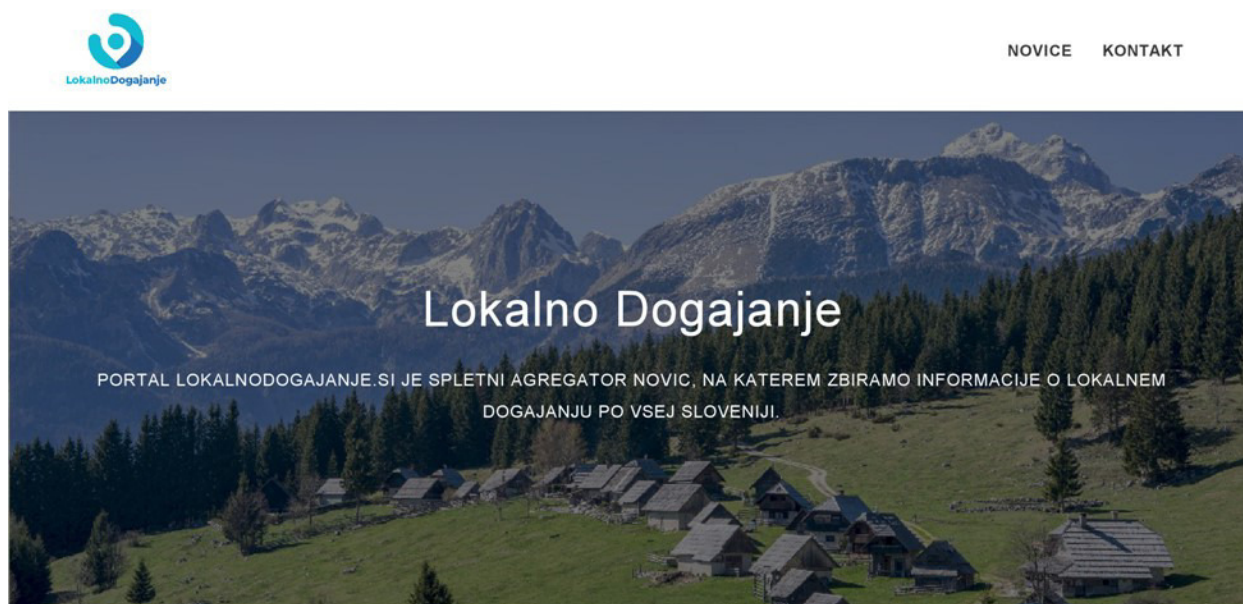 LokalnoDogajanje
NOVICE KONTAKT
Lokalno Dogajanje
PORTAL LOKALNODOGAJANJE.SI JE SPLETNI AGREGATOR NOVIC, NA KATEREM ZBIRAMO INFORMACIJE O LOKALNEM
DOGAJANJU PO VSEJ SLOVENIJI.